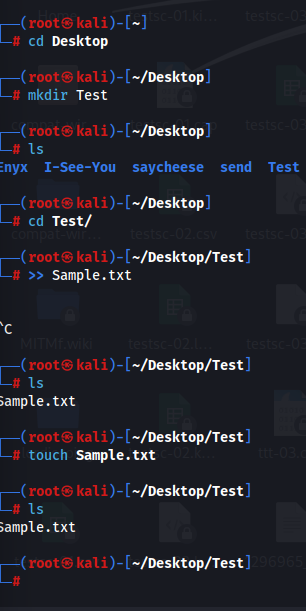 (root㉿kali)-[~]
# cd Desktop
(root㉿kali)-[~/Desktop]
# mkdir Test
(root㉿kali)-[~/Desktop]
# ls
Enyx I-See-You saycheese send Test
(root㉿kali)-[~/Desktop]
# cd Test/
(root㉿kali)-[~/Desktop/Test]
# >> Sample.txt
^C
(root㉿kali)-[~/Desktop/Test]
# ls
Sample.txt
(root㉿kali)-[~/Desktop/Test]
# touch Sample.txt
(root㉿kali)-[~/Desktop/Test]
# ls
Sample.txt
(root㉿kali)-[~/Desktop/Test]
#